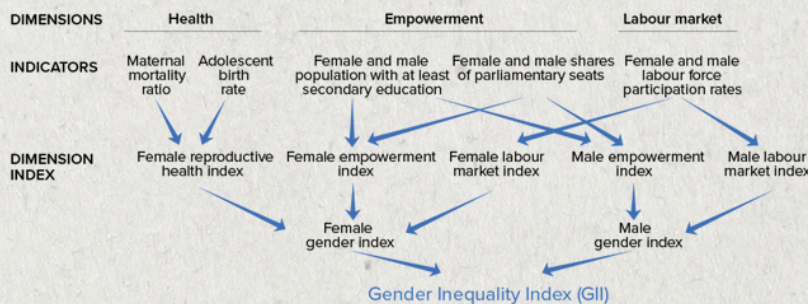 DIMENSIONS Health Empowerment Labour market
INDICATORS
Maternal
mortality
ratio
Adolescent
birth
rate
Female and male
population with at least
secondary education
Female and male shares
of parliamentary seats
Female and male
labour force
participation rates
DIMENSION
INDEX
Female reproductive
health index
Female empowerment
index
Female labour
market index
Male empowerment
index
Male labour
market index
Female
gender index
Male
gender index
Gender Inequality Index (GII)